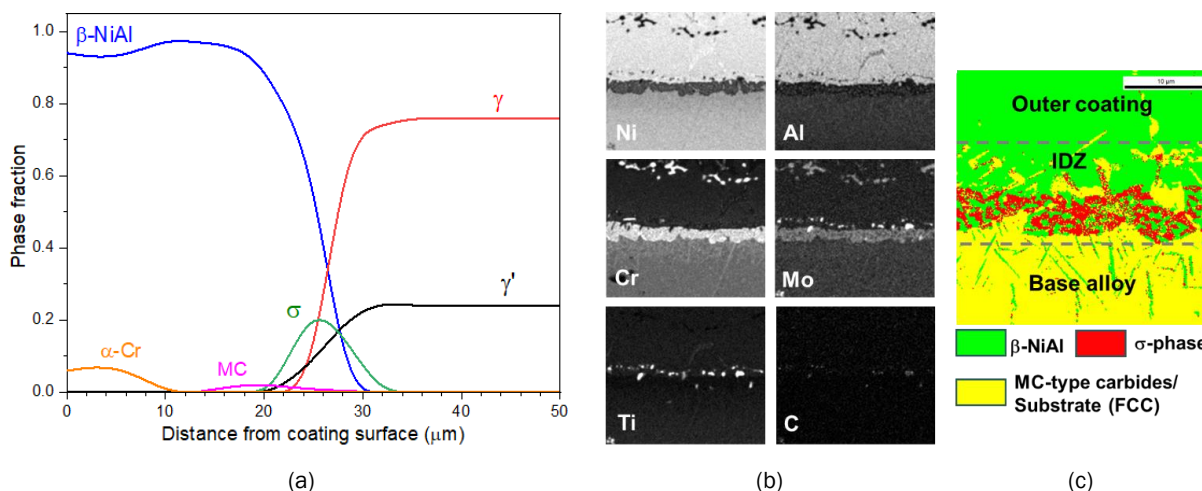 1.0
0.8
0.6
0.4
0.2
0.0
Phase fraction
β-NiAl
γ
γ'
σ
α-Cr
MC
0 10 20 30 40 50
Distance from coating surface (μm)
(a)
Ni
Al
Cr
Mo
Ti
C
(b)
10 μm
Outer coating
IDZ
Base alloy
β-NiAl
σ-phase
MC-type carbides/
Substrate (FCC)
(c)